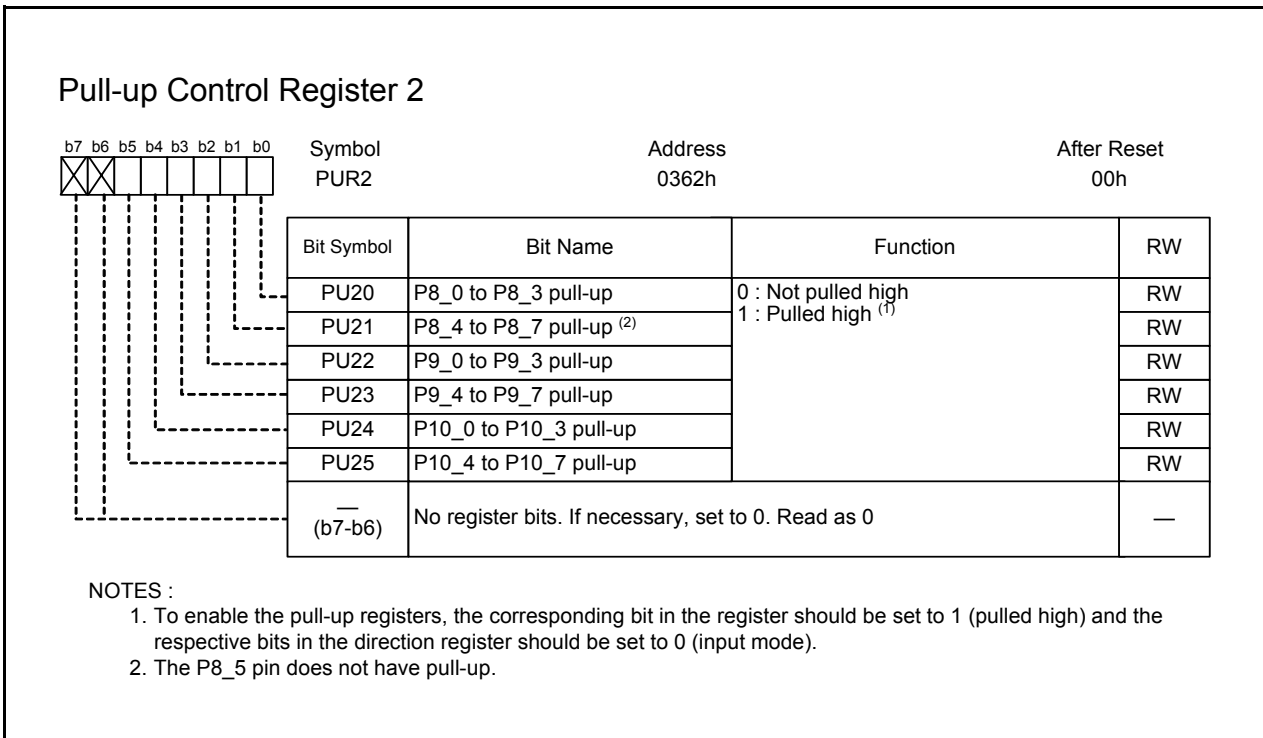 Pull-up Control Register 2
b7 b6 b5 b4 b3 b2 b1 b0
Symbol Address After Reset
PUR2 0362h 00h
Bit Symbol Bit Name Function RW
PU20 P8_0 to P8_3 pull-up 0 : Not pulled high RW
1 : Pulled high (1)
PU21 P8_4 to P8_7 pull-up (2) RW
PU22 P9_0 to P9_3 pull-up RW
PU23 P9_4 to P9_7 pull-up RW
PU24 P10_0 to P10_3 pull-up RW
PU25 P10_4 to P10_7 pull-up RW
—
(b7-b6) No register bits. If necessary, set to 0. Read as 0 —
NOTES :
1. To enable the pull-up registers, the corresponding bit in the register should be set to 1 (pulled high) and the
respective bits in the direction register should be set to 0 (input mode).
2. The P8_5 pin does not have pull-up.